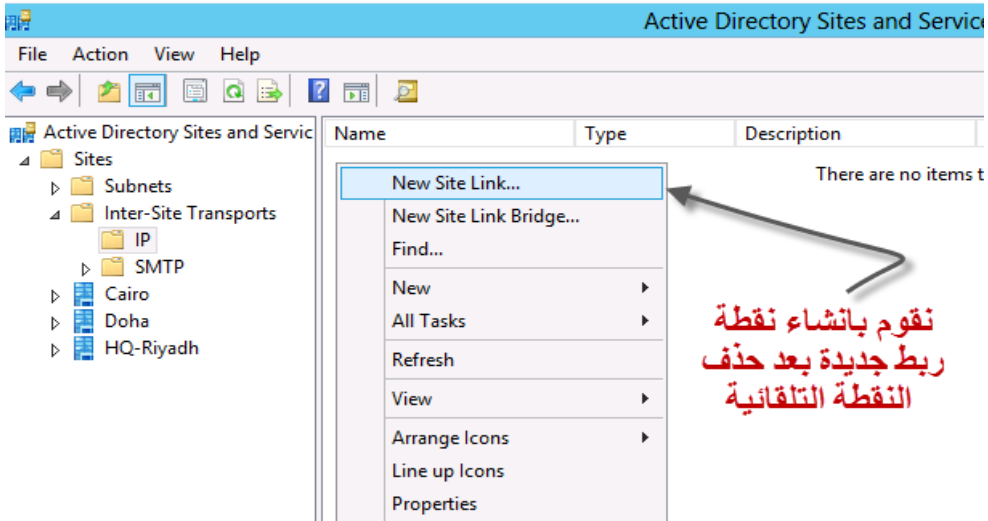 Active Directory Sites and Service
File Action View Help
Active Directory Sites and Servic
Name Type Description
Sites
There are no items t
Subnets
Inter-Site Transports
IP
SMTP
Cairo
Doha
HQ-Riyadh
New Site Link...
New Site Link Bridge...
Find...
New
All Tasks
Refresh
View
Arrange Icons
Line up Icons
Properties
نقوم بانشاء نقطة
ربط جديدة بعد حذف
النقطة التلقائية